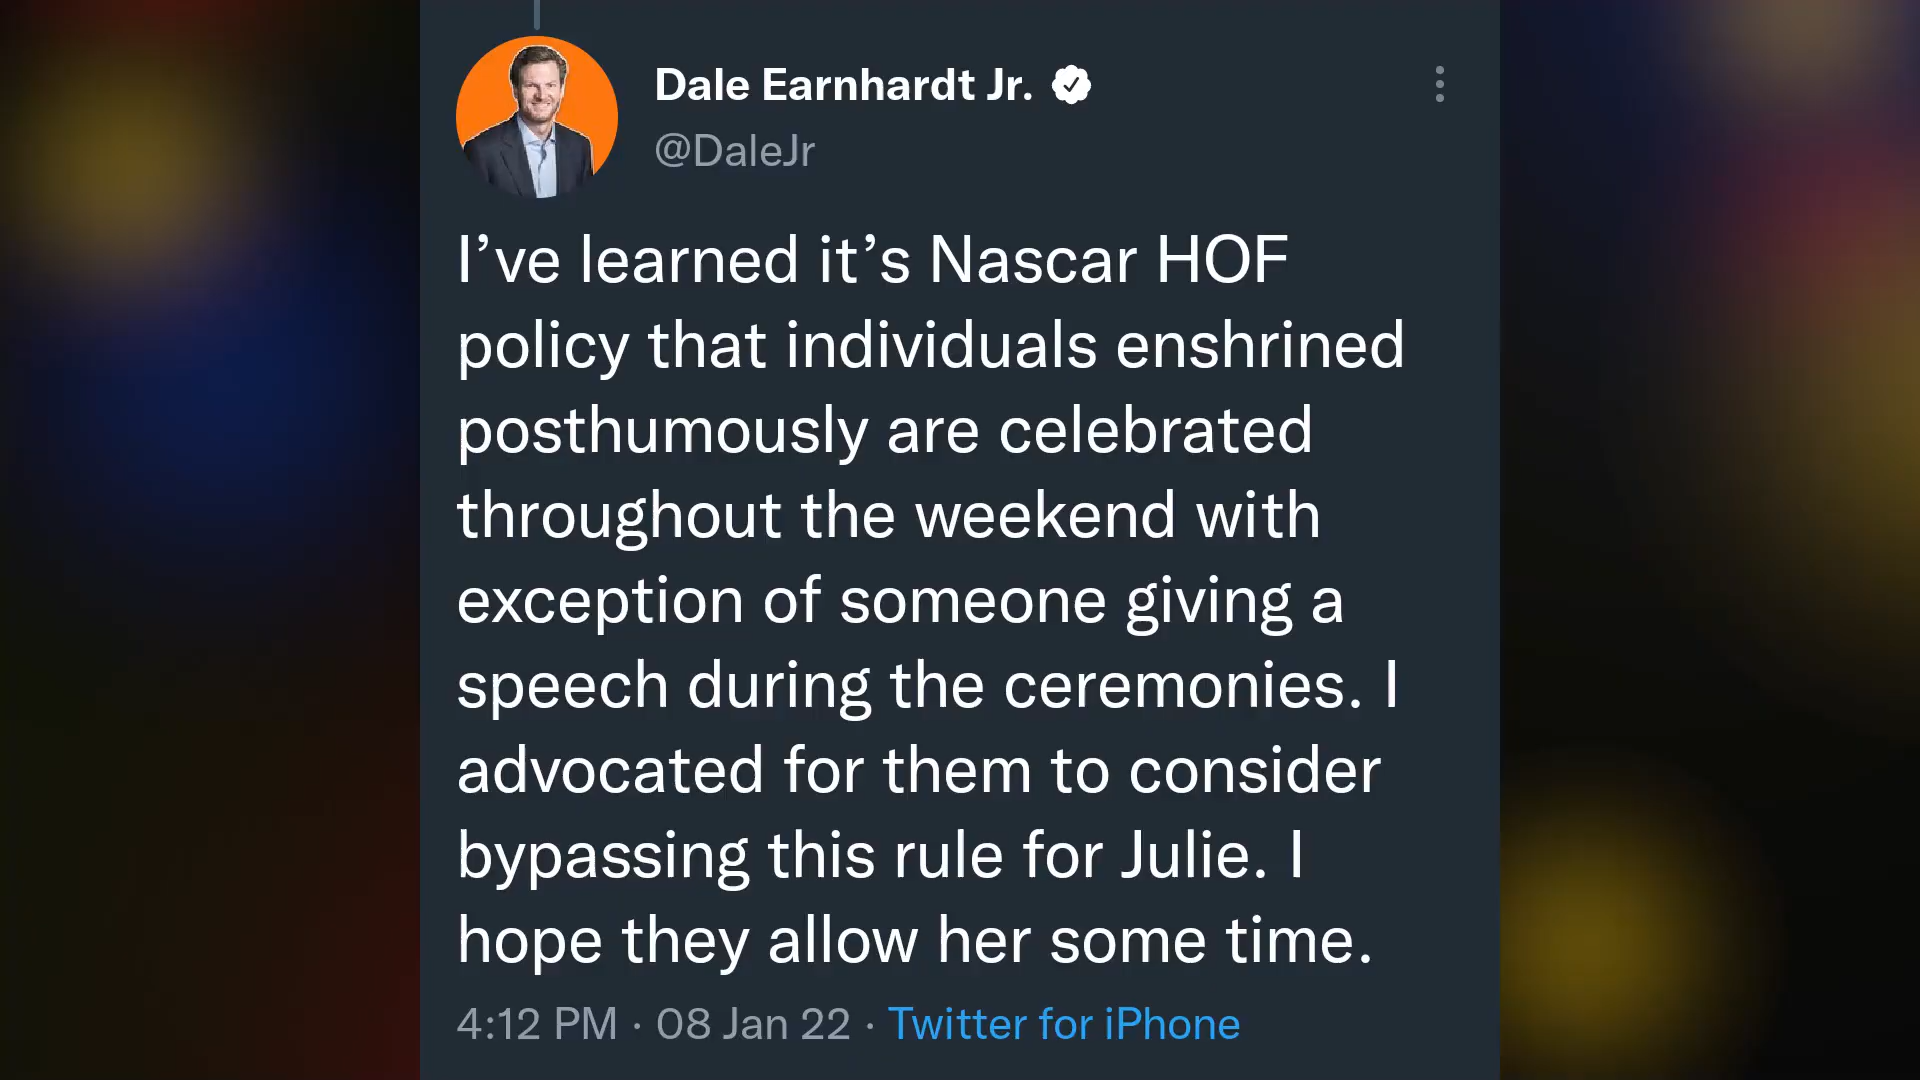 Dale Earnhardt Jr.
@DaleJr
I’ve learned it’s Nascar HOF
policy that individuals enshrined
posthumously are celebrated
throughout the weekend with
exception of someone giving a
speech during the ceremonies. I
advocated for them to consider
bypassing this rule for Julie. I
hope they allow her some time.
4:12 PM · 08 Jan 22 · Twitter for iPhone